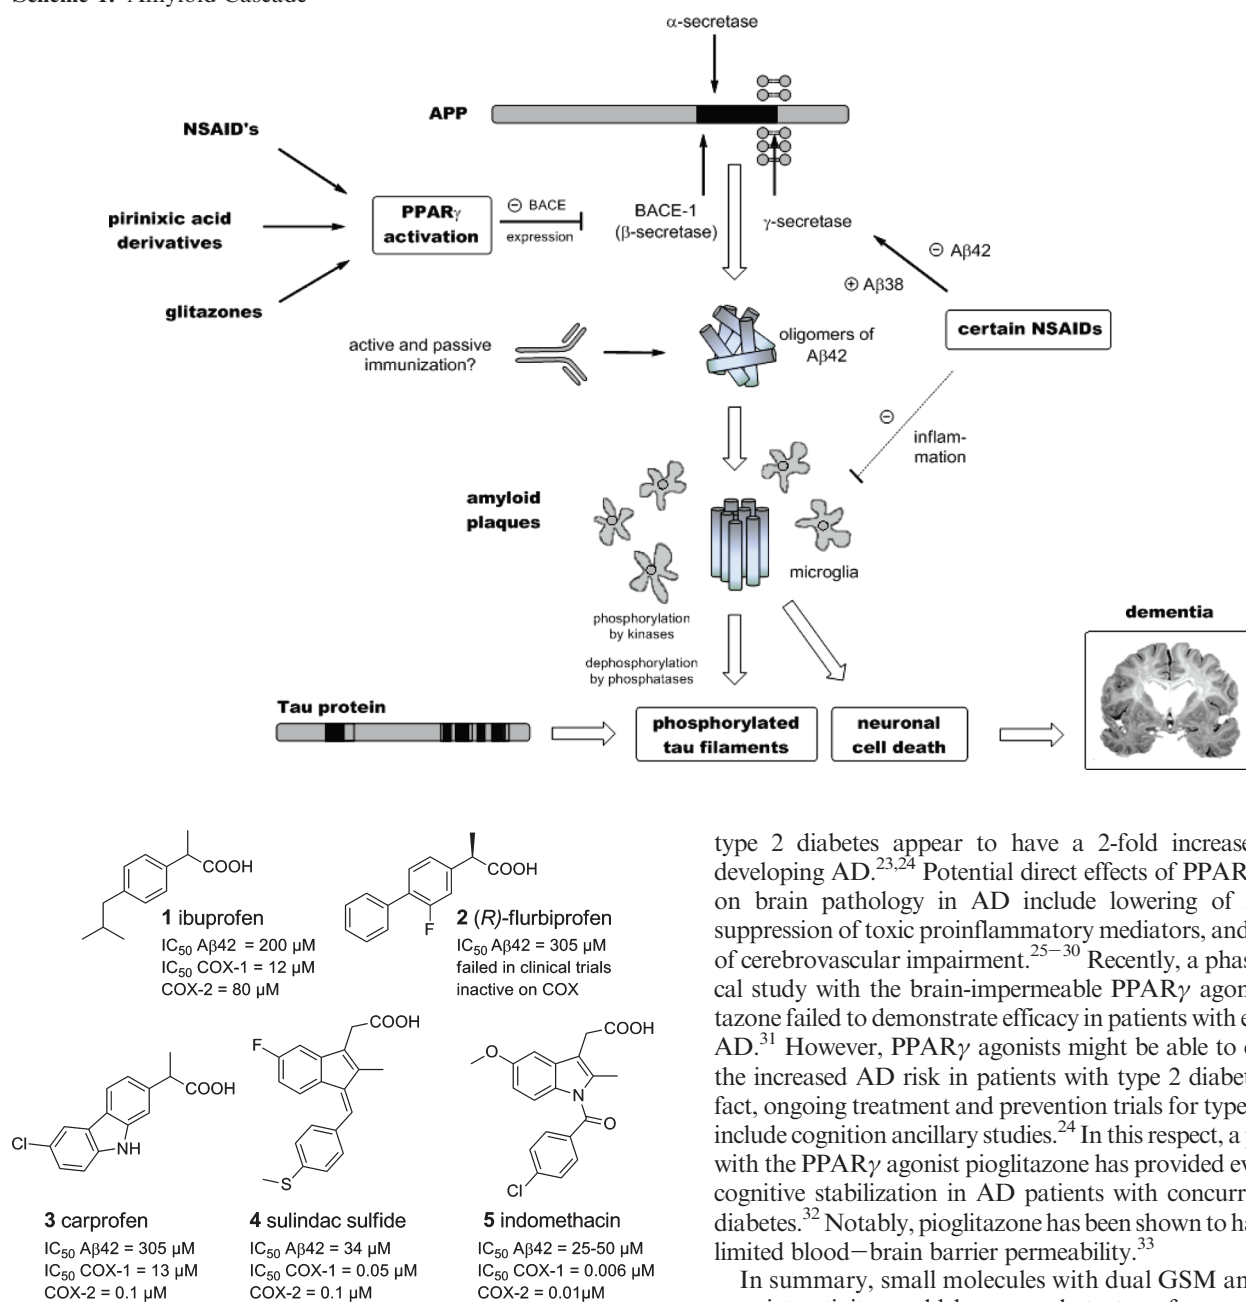 Scheme 1. Amyloid Cascade
α-secretase
APP
NSAID's
pirinixic acid
derivatives
glitazones
PPARγ
activation
⊖ BACE
expression
BACE-1
(β-secretase)
γ-secretase
⊖ Aβ42
⊕ Aβ38
certain NSAIDs
active and passive
immunization?
oligomers of
Aβ42
⊖
inflam-
mation
amyloid
plaques
microglia
phosphorylation
by kinases
dephosphorylation
by phosphatases
dementia
Tau protein
phosphorylated
tau filaments
neuronal
cell death
COOH
1 ibuprofen
IC50 Aβ42 = 200 μM
IC50 COX-1 = 12 μM
COX-2 = 80 μM
COOH
F
2 (R)-flurbiprofen
IC50 Aβ42 = 305 μM
failed in clinical trials
inactive on COX
COOH
Cl
NH
3 carprofen
IC50 Aβ42 = 305 μM
IC50 COX-1 = 13 μM
COX-2 = 0.1 μM
COOH
F
S
4 sulindac sulfide
IC50 Aβ42 = 34 μM
IC50 COX-1 = 0.05 μM
COX-2 = 0.1 μM
COOH
O
N
O
Cl
5 indomethacin
IC50 Aβ42 = 25-50 μM
IC50 COX-1 = 0.006 μM
COX-2 = 0.01μM
type 2 diabetes appear to have a 2-fold increase
developing AD.23,24 Potential direct effects of PPAR
on brain pathology in AD include lowering of
suppression of toxic proinflammatory mediators, and
of cerebrovascular impairment.25−30 Recently, a phas
cal study with the brain-impermeable PPARγ agon
tazone failed to demonstrate efficacy in patients with e
AD.31 However, PPARγ agonists might be able to
the increased AD risk in patients with type 2 diabet
fact, ongoing treatment and prevention trials for type
include cognition ancillary studies.24 In this respect, a
with the PPARγ agonist pioglitazone has provided ev
cognitive stabilization in AD patients with concurr
diabetes.32 Notably, pioglitazone has been shown to ha
limited blood−brain barrier permeability.33
In summary, small molecules with dual GSM an